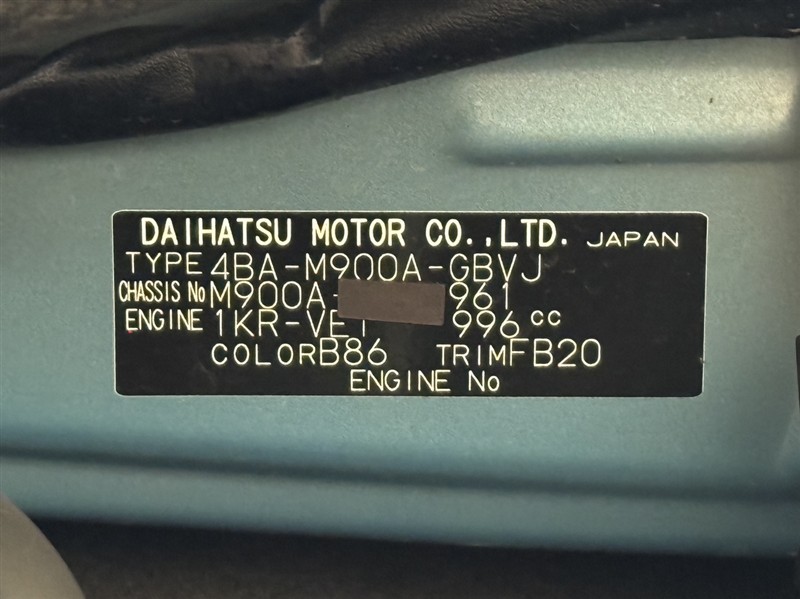 DAIHATSU MOTOR CO.,LTD. JAPAN
TYPE 4BA-M900A-GBVJ
CHASSIS No M900A- 961
ENGINE 1KR-VET 996 cc
COLOR B86 TRIM FB20
ENGINE No